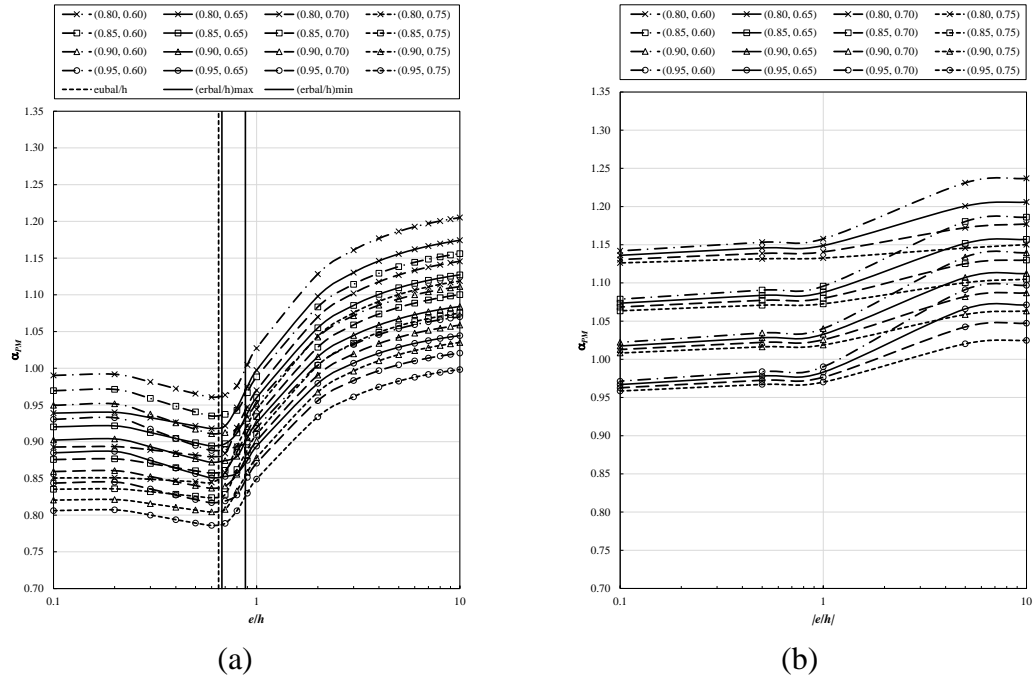 (0.80, 0.60) (0.80, 0.65) (0.80, 0.70) (0.80, 0.75)
(0.85, 0.60) (0.85, 0.65) (0.85, 0.70) (0.85, 0.75)
(0.90, 0.60) (0.90, 0.65) (0.90, 0.70) (0.90, 0.75)
(0.95, 0.60) (0.95, 0.65) (0.95, 0.70) (0.95, 0.75)
eubal/h (erbal/h)max (erbal/h)min
1.35
1.30
1.25
1.20
1.15
1.10
1.05
1.00
0.95
0.90
0.85
0.80
0.75
0.70
αPM
0.1 1 10
e/h
(a)
(0.80, 0.60) (0.80, 0.65) (0.80, 0.70) (0.80, 0.75)
(0.85, 0.60) (0.85, 0.65) (0.85, 0.70) (0.85, 0.75)
(0.90, 0.60) (0.90, 0.65) (0.90, 0.70) (0.90, 0.75)
(0.95, 0.60) (0.95, 0.65) (0.95, 0.70) (0.95, 0.75)
1.35
1.30
1.25
1.20
1.15
1.10
1.05
1.00
0.95
0.90
0.85
0.80
0.75
0.70
αPM
0.1 1 10
|e/h|
(b)